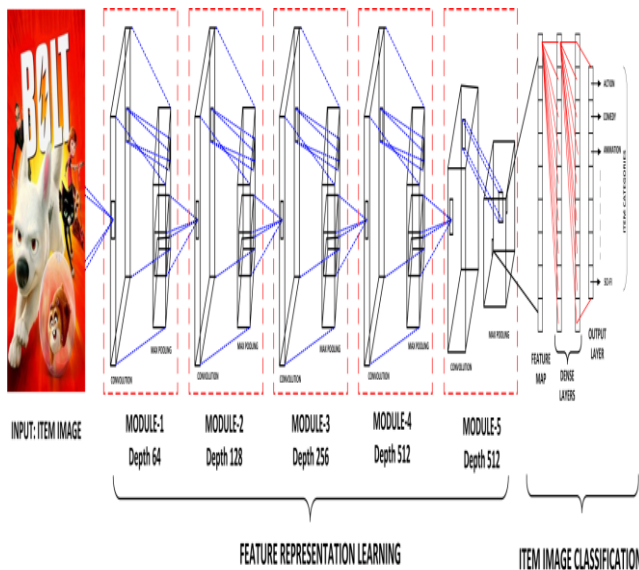 BOLT
CONVOLUTION
MAX POOLING
CONVOLUTION
MAX POOLING
CONVOLUTION
MAX POOLING
CONVOLUTION
MAX POOLING
CONVOLUTION
MAX POOLING
ACTION
COMEDY
ANIMATION
SCI-FI
ITEM CATEGORIES
FEATURE
MAP
DENSE
LAYERS
OUTPUT
LAYER
INPUT: ITEM IMAGE
MODULE-1
Depth 64
MODULE-2
Depth 128
MODULE-3
Depth 256
MODULE-4
Depth 512
MODULE-5
Depth 512
FEATURE REPRESENTATION LEARNING
ITEM IMAGE CLASSIFICATION